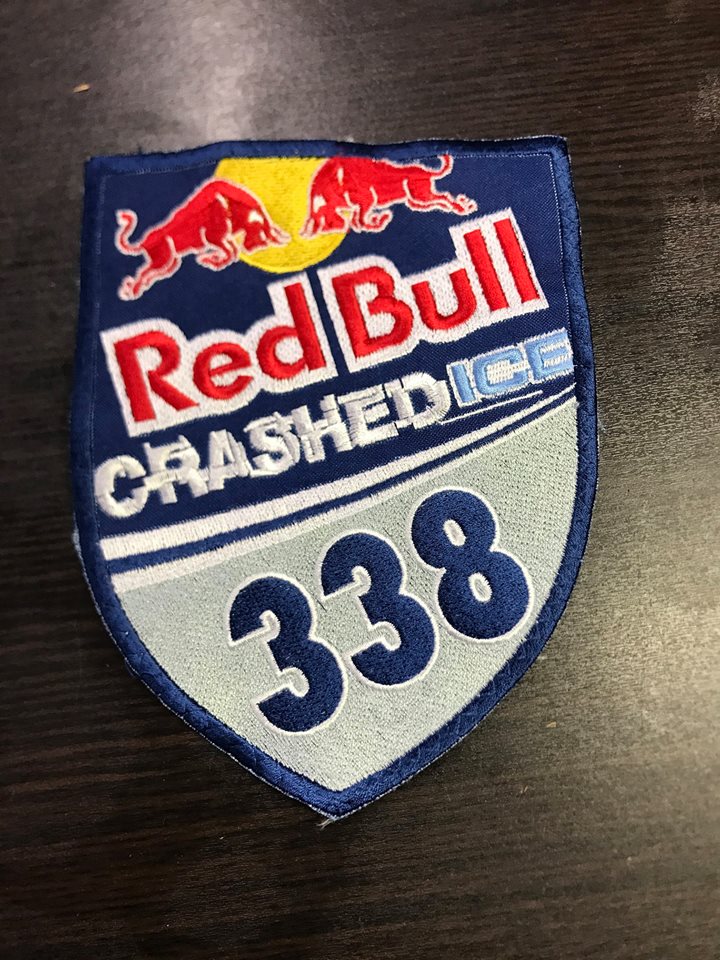 Red Bull
CRASHED ICE
338